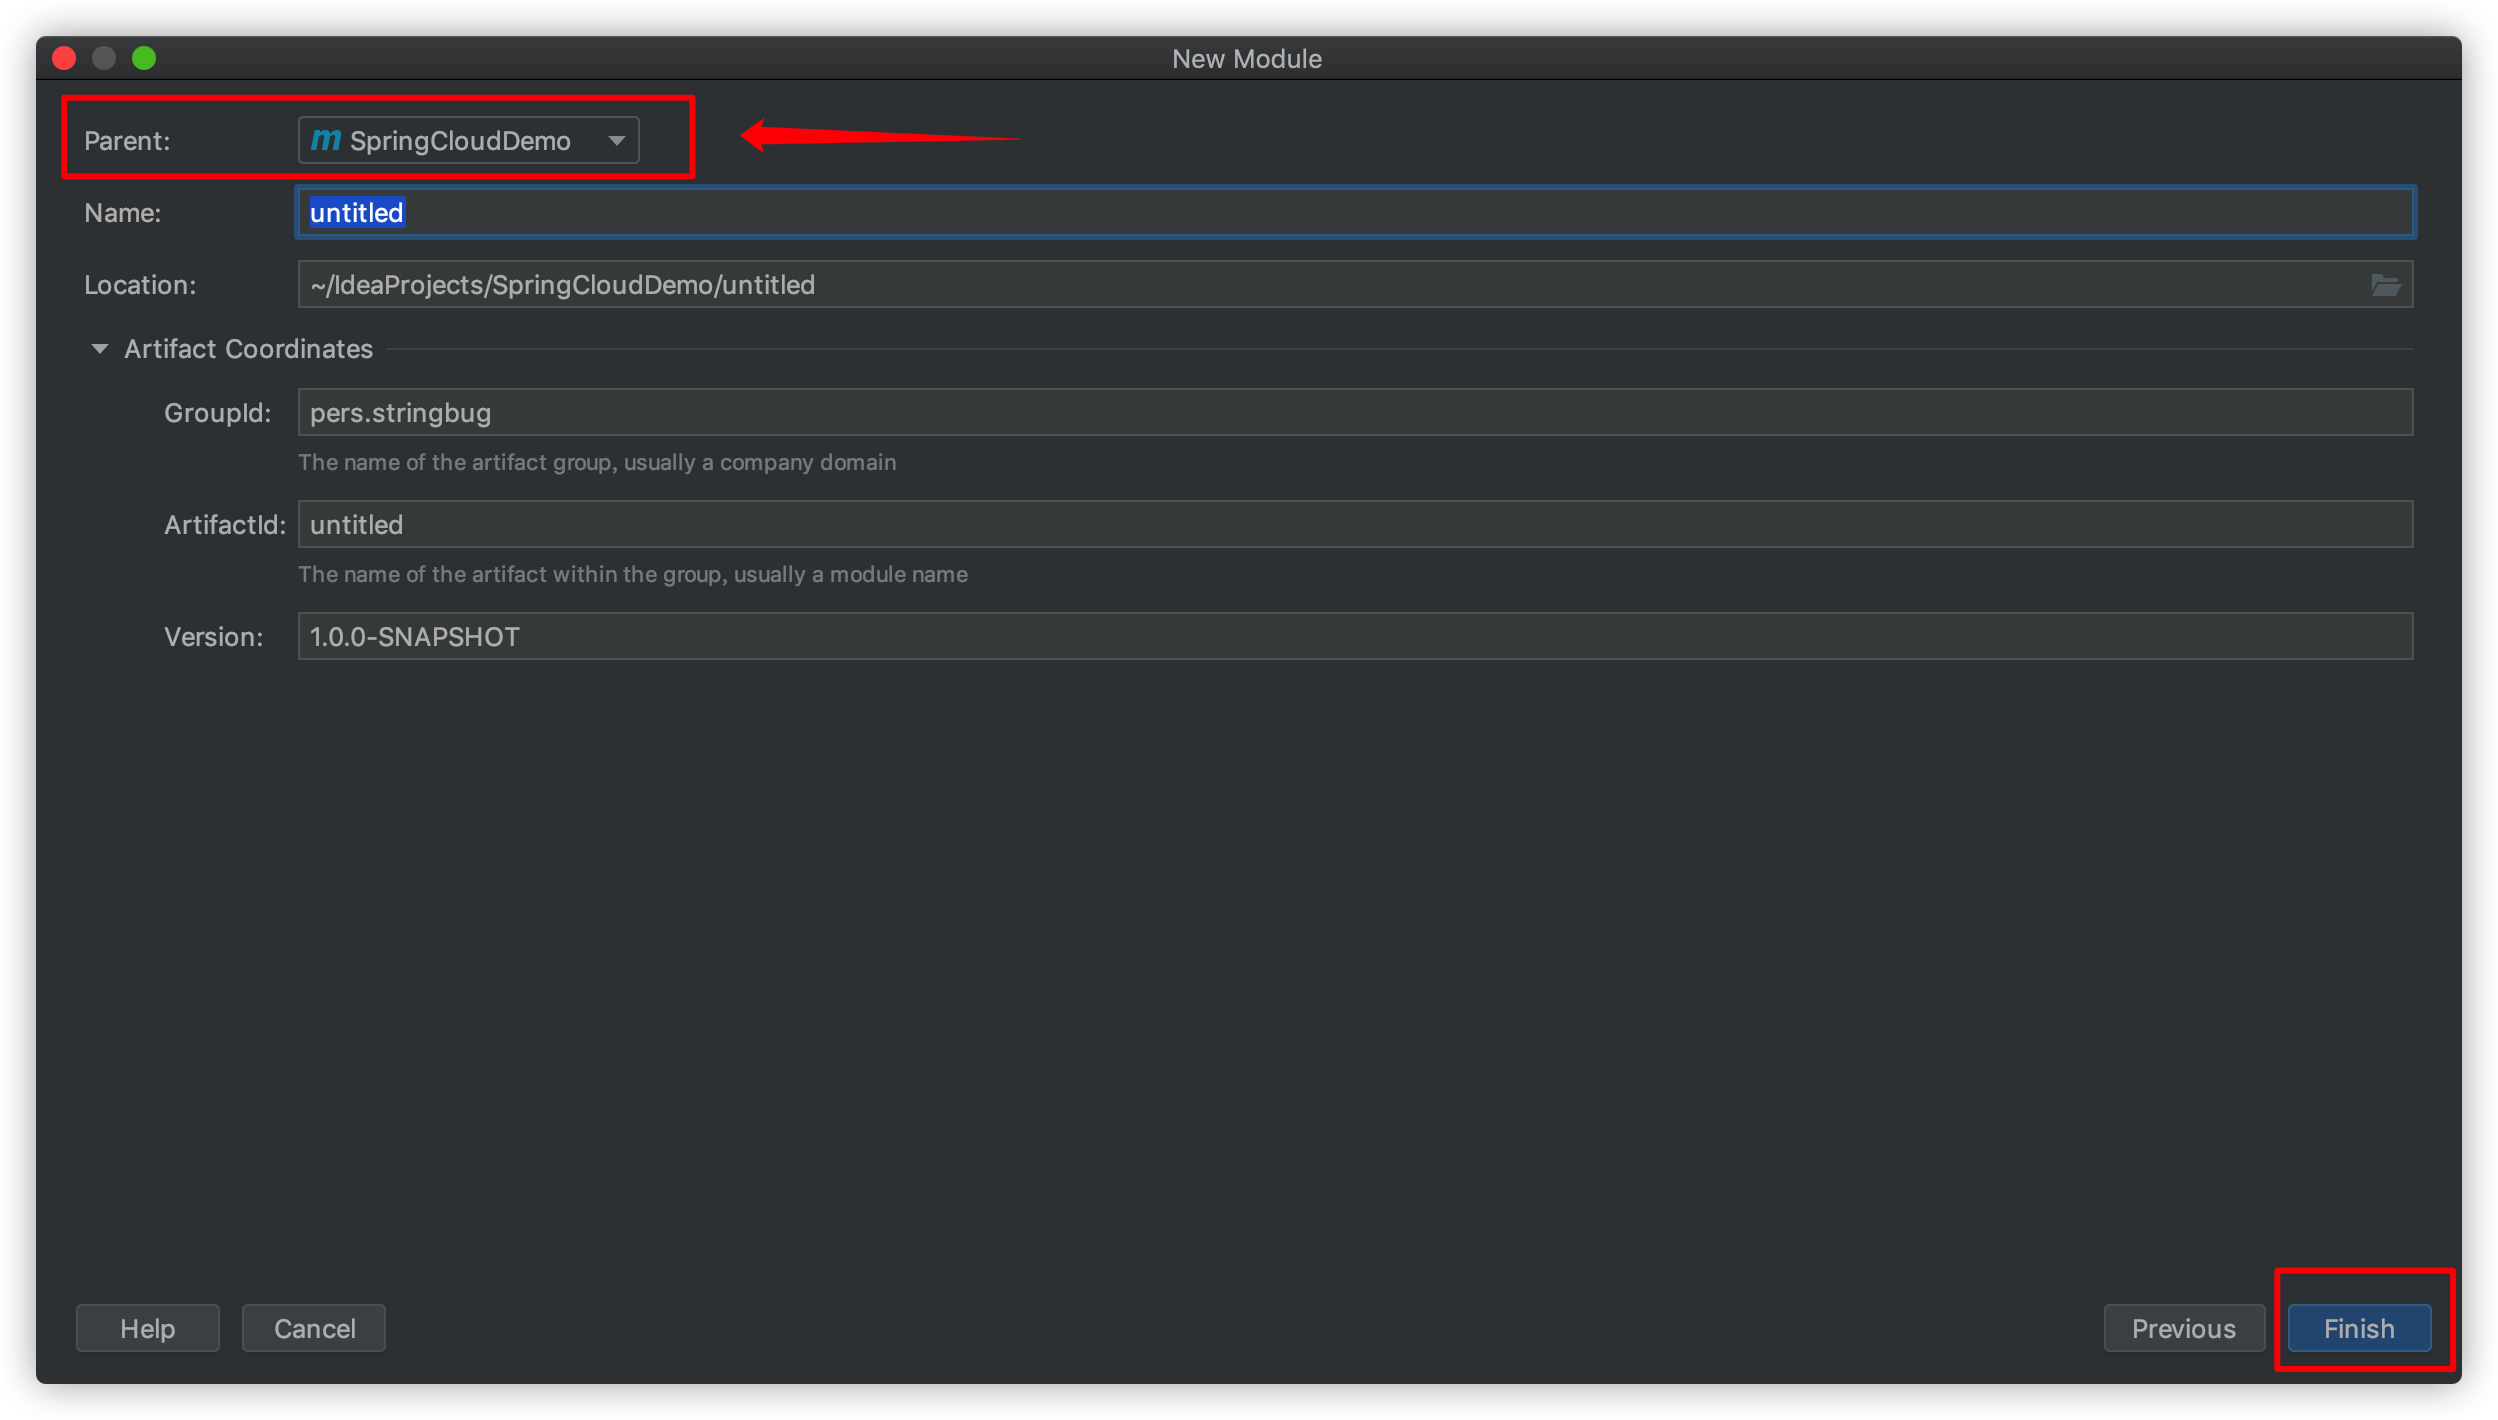 New Module
Parent: m SpringCloudDemo
Name: untitled
Location: ~/IdeaProjects/SpringCloudDemo/untitled
Artifact Coordinates
GroupId: pers.stringbug
The name of the artifact group, usually a company domain
ArtifactId: untitled
The name of the artifact within the group, usually a module name
Version: 1.0.0-SNAPSHOT
Help Cancel Previous Finish